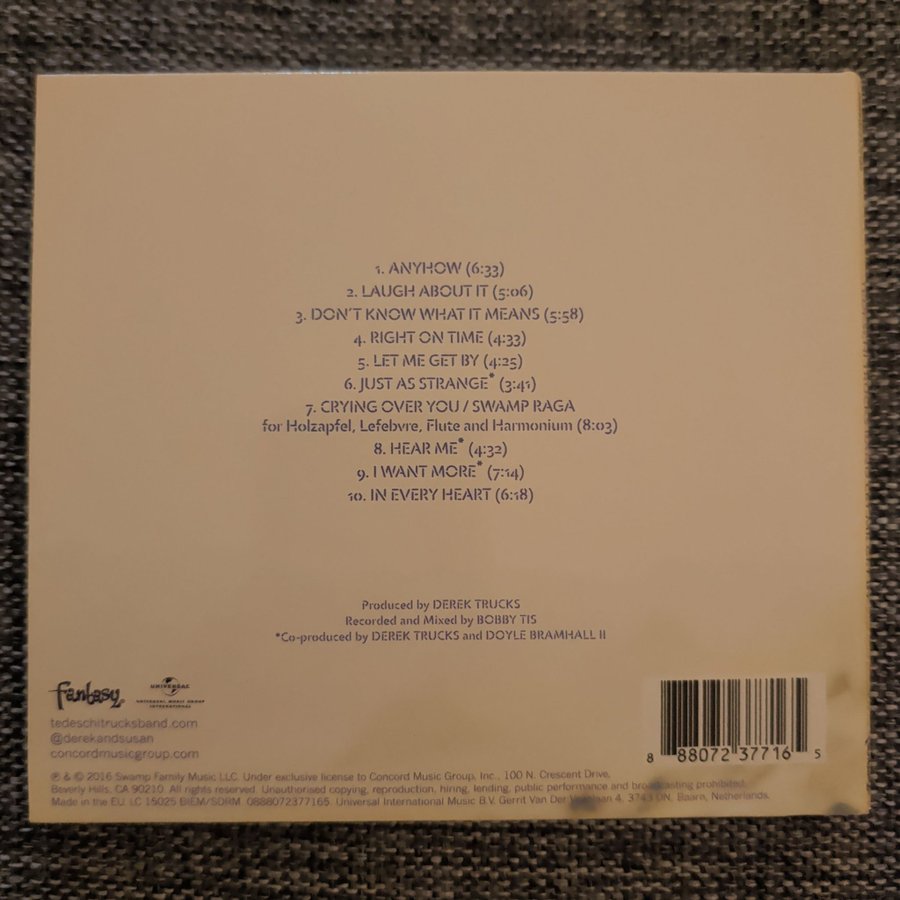 1. ANYHOW (6:33)
2. LAUGH ABOUT IT (5:06)
3. DON'T KNOW WHAT IT MEANS (5:58)
4. RIGHT ON TIME (4:33)
5. LET ME GET BY (4:25)
6. JUST AS STRANGE* (3:41)
7. CRYING OVER YOU / SWAMP RAGA
for Holzapfel, Lefebvre, Flute and Harmonium (8:03)
8. HEAR ME* (4:32)
9. I WANT MORE* (7:14)
10. IN EVERY HEART (6:18)
Produced by DEREK TRUCKS
Recorded and Mixed by BOBBY TIS
*Co-produced by DEREK TRUCKS and DOYLE BRAMHALL II
fantasy®
UNIVERSAL
UNIVERSAL MUSIC GROUP
INTERNATIONAL
tedeschitrucksband.com
@derekandsusan
concordmusicgroup.com
8 88072 37716 5
℗ & © 2016 Swamp Family Music LLC. Under exclusive license to Concord Music Group, Inc., 100 N. Crescent Drive,
Beverly Hills, CA 90210. All rights reserved. Unauthorised copying, reproduction, hiring, lending, public performance and broadcasting prohibited.
Made in the EU. LC 15025 BIEM/SDRM. 0888072377165. Universal International Music B.V. Gerrit Van Der 4, 3743 DN, Baarn, Netherlands.